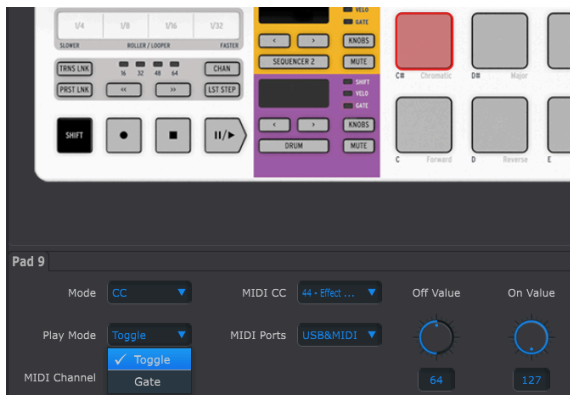 1/4 1/8 1/16 1/32
SLOWER ROLLER / LOOPER FASTER
TRNS LNK 16 32 48 64 CHAN
PRST LNK << >> LST STEP
SHIFT
VELO
GATE
< > KNOBS
SEQUENCER 2 MUTE
SHIFT
VELO
GATE
< > KNOBS
DRUM MUTE
C# Chromatic D# Major
C Forward D Reverse E
Pad 9
Mode CC MIDI CC 44 - Effect ... Off Value On Value
Play Mode Toggle MIDI Ports USB&MIDI
✓ Toggle
MIDI Channel Gate 64 127